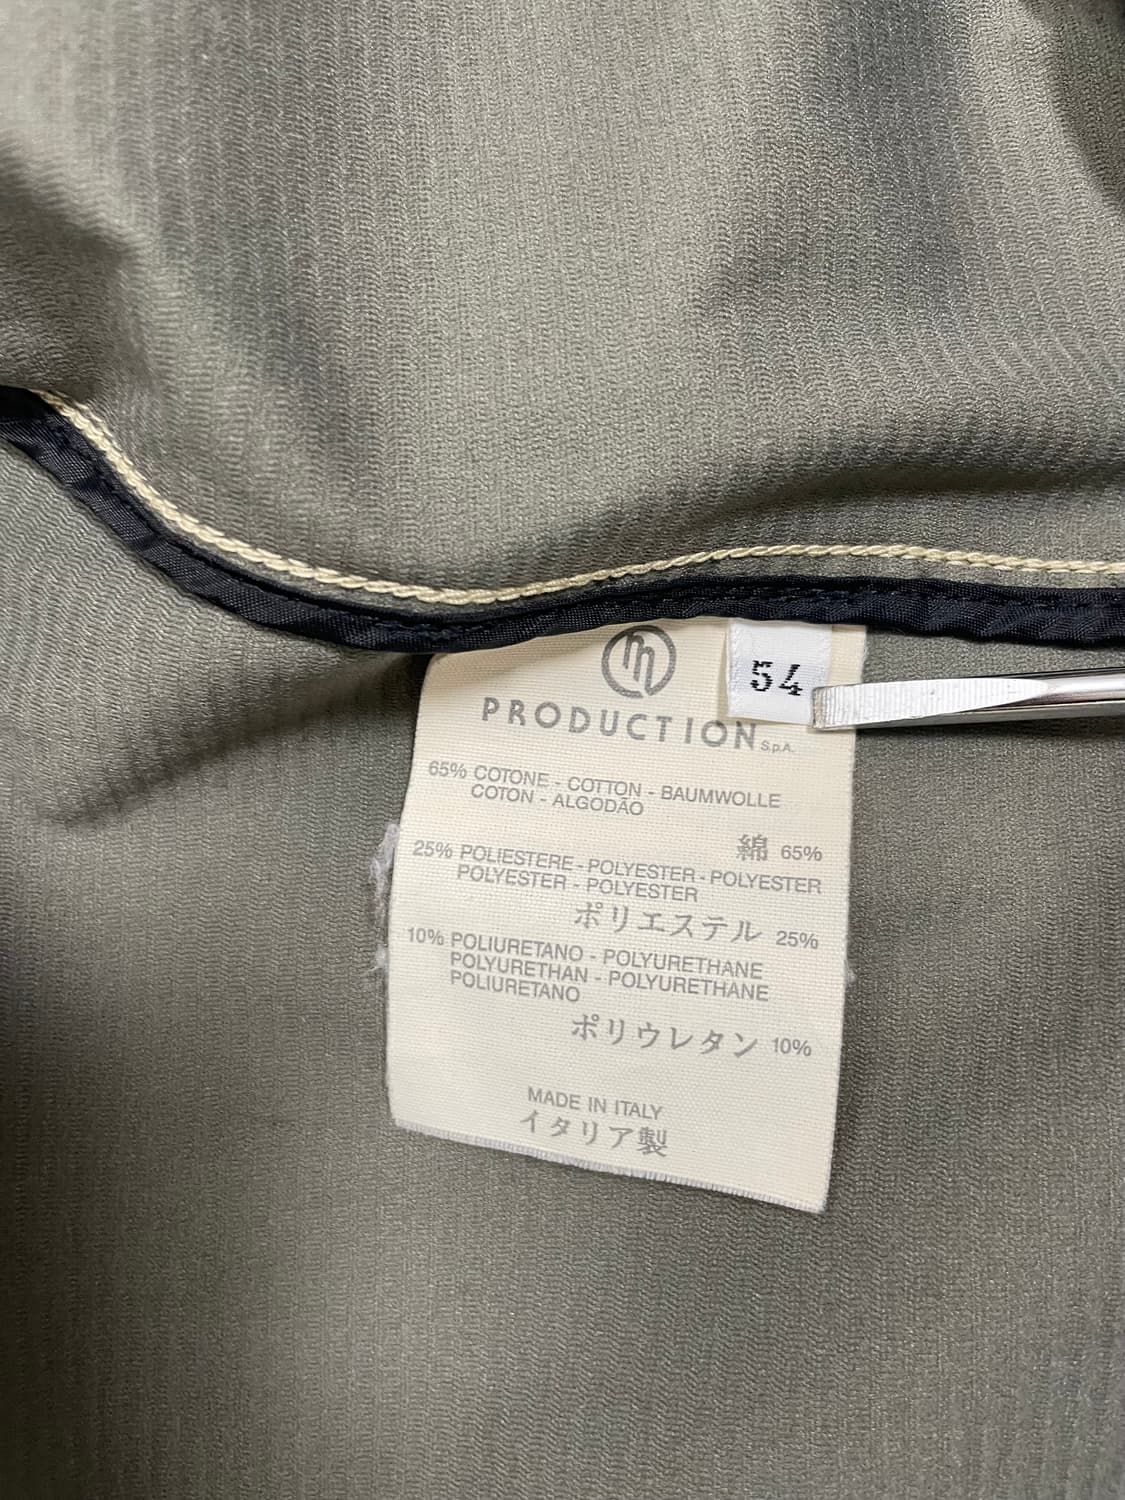 m
54
PRODUCTION S.p.A.
65% COTONE - COTTON - BAUMWOLLE
COTON - ALGODÃO
綿 65%
25% POLIESTERE - POLYESTER - POLYESTER
POLYESTER - POLYESTER
ポリエステル 25%
10% POLIURETANO - POLYURETHANE
POLYURETHAN - POLYURETHANE
POLIURETANO
ポリウレタン 10%
MADE IN ITALY
イタリア製